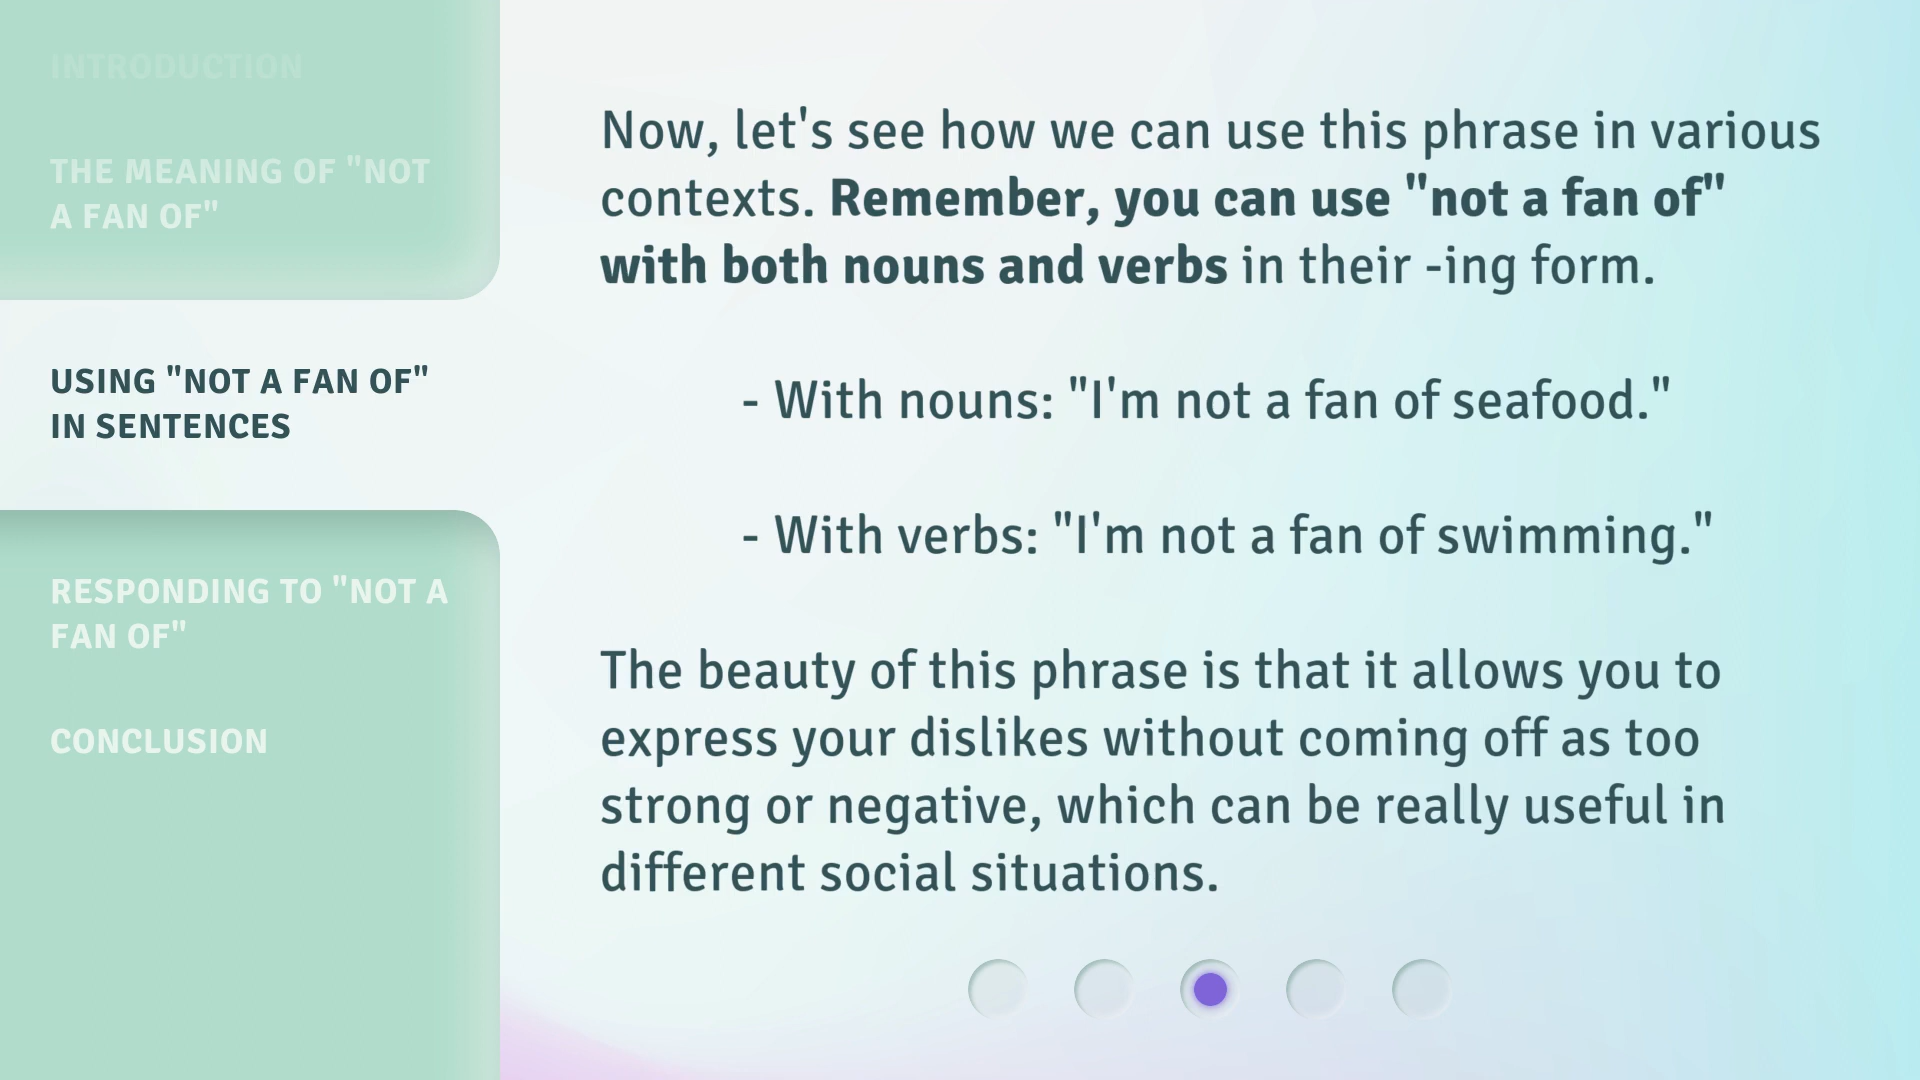 INTRODUCTION
THE MEANING OF "NOT
A FAN OF"
USING "NOT A FAN OF"
IN SENTENCES
RESPONDING TO "NOT A
FAN OF"
CONCLUSION
Now, let's see how we can use this phrase in various
contexts. Remember, you can use "not a fan of"
with both nouns and verbs in their -ing form.
- With nouns: "I'm not a fan of seafood."
- With verbs: "I'm not a fan of swimming."
The beauty of this phrase is that it allows you to
express your dislikes without coming off as too
strong or negative, which can be really useful in
different social situations.